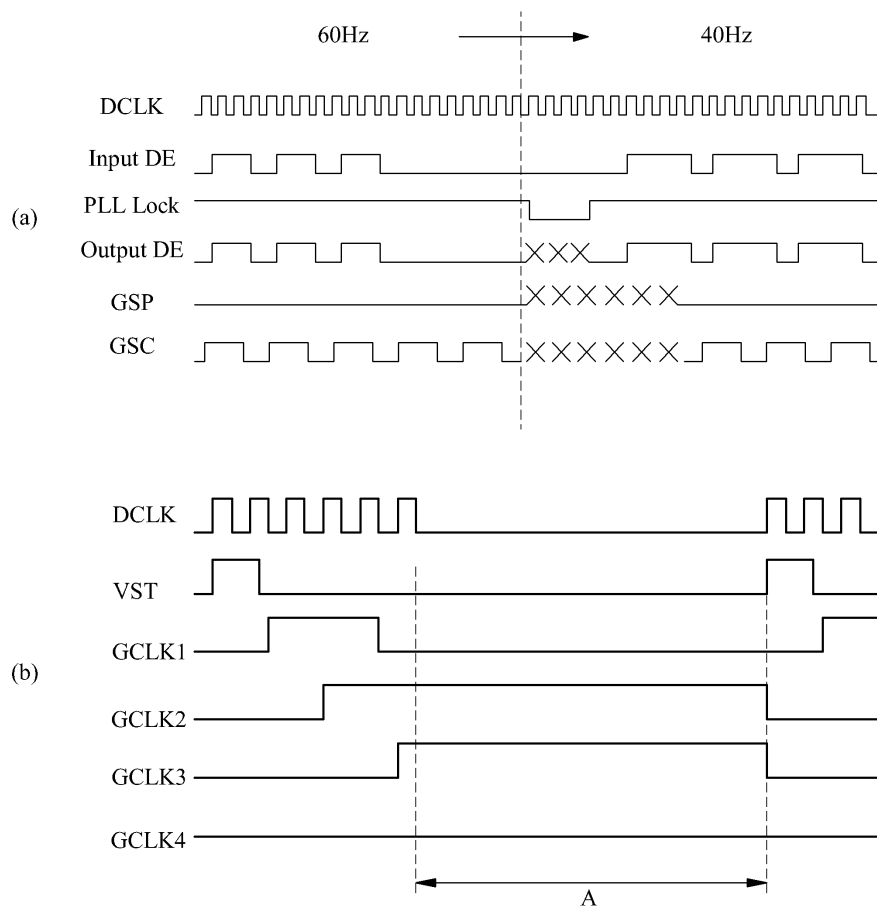 60Hz 40Hz
DCLK
Input DE
PLL Lock
(a)
Output DE
GSP
GSC
DCLK
VST
GCLK1
(b)
GCLK2
GCLK3
GCLK4
A